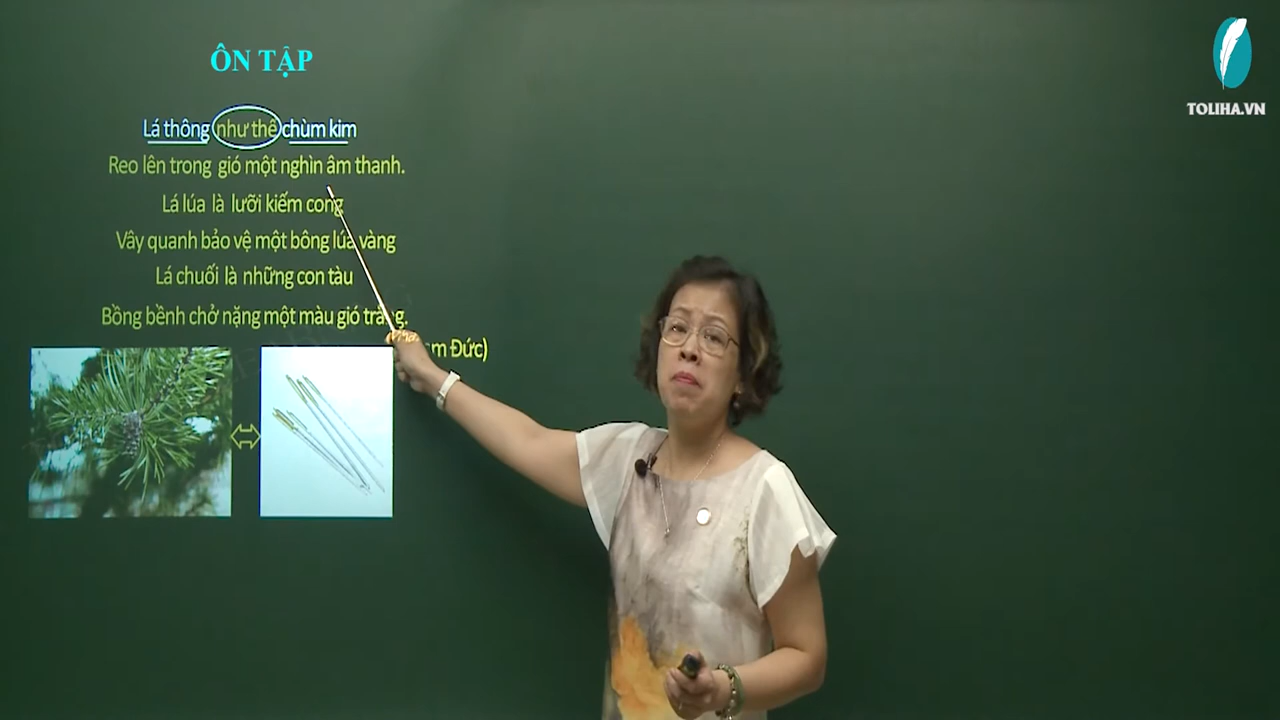 ÔN TẬP
Lá thông như thể chùm kim
Reo lên trong gió một nghìn âm thanh.
Lá lúa là lưỡi kiếm cong
Vây quanh bảo vệ một bông lúa vàng
Lá chuối là những con tàu
Bồng bềnh chở nặng một màu gió trăng.
Đức)
TOLIHA.VN